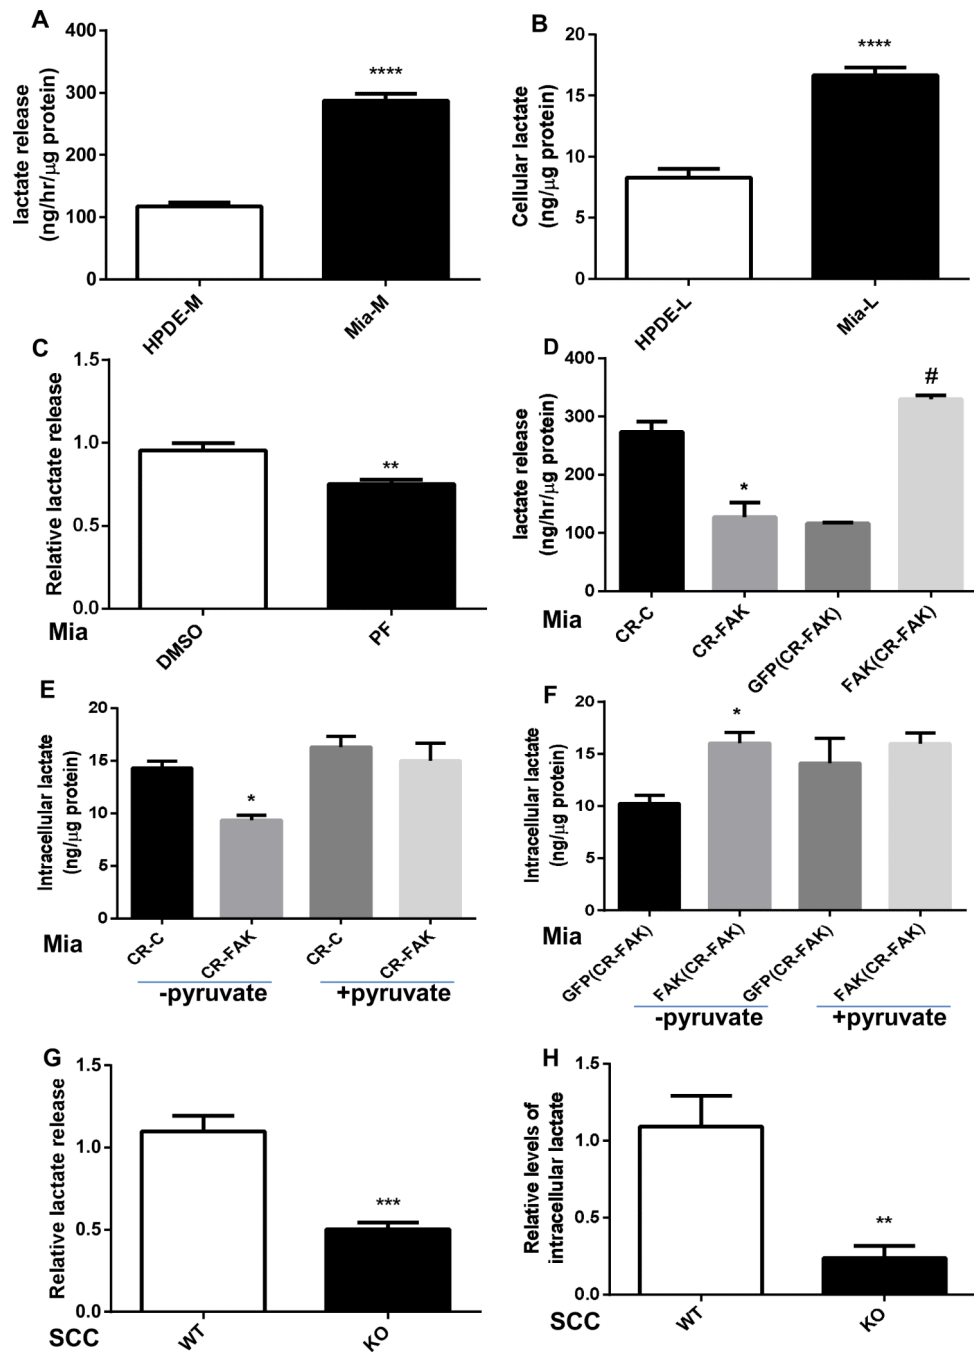 A
lactate release
(ng/hr/µg protein)
400
300
200
100
0
****
HPDE-M
Mia-M
B
Cellular lactate
(ng/µg protein)
20
15
10
5
0
****
HPDE-L
Mia-L
C
Relative lactate release
1.5
1.0
0.5
0.0
**
Mia
DMSO
PF
D
lactate release
(ng/hr/µg protein)
400
300
200
100
0
*
#
Mia
CR-C
CR-FAK
GFP(CR-FAK)
FAK(CR-FAK)
E
Intracellular lactate
(ng/µg protein)
20
15
10
5
0
*
Mia
CR-C
CR-FAK
CR-C
CR-FAK
-pyruvate
+pyruvate
F
Intracellular lactate
(ng/µg protein)
20
15
10
5
0
*
Mia
GFP(CR-FAK)
FAK(CR-FAK)
GFP(CR-FAK)
FAK(CR-FAK)
-pyruvate
+pyruvate
G
Relative lactate release
1.5
1.0
0.5
0.0
***
SCC
WT
KO
H
Relative levels of
intracellular lactate
1.5
1.0
0.5
0.0
**
SCC
WT
KO